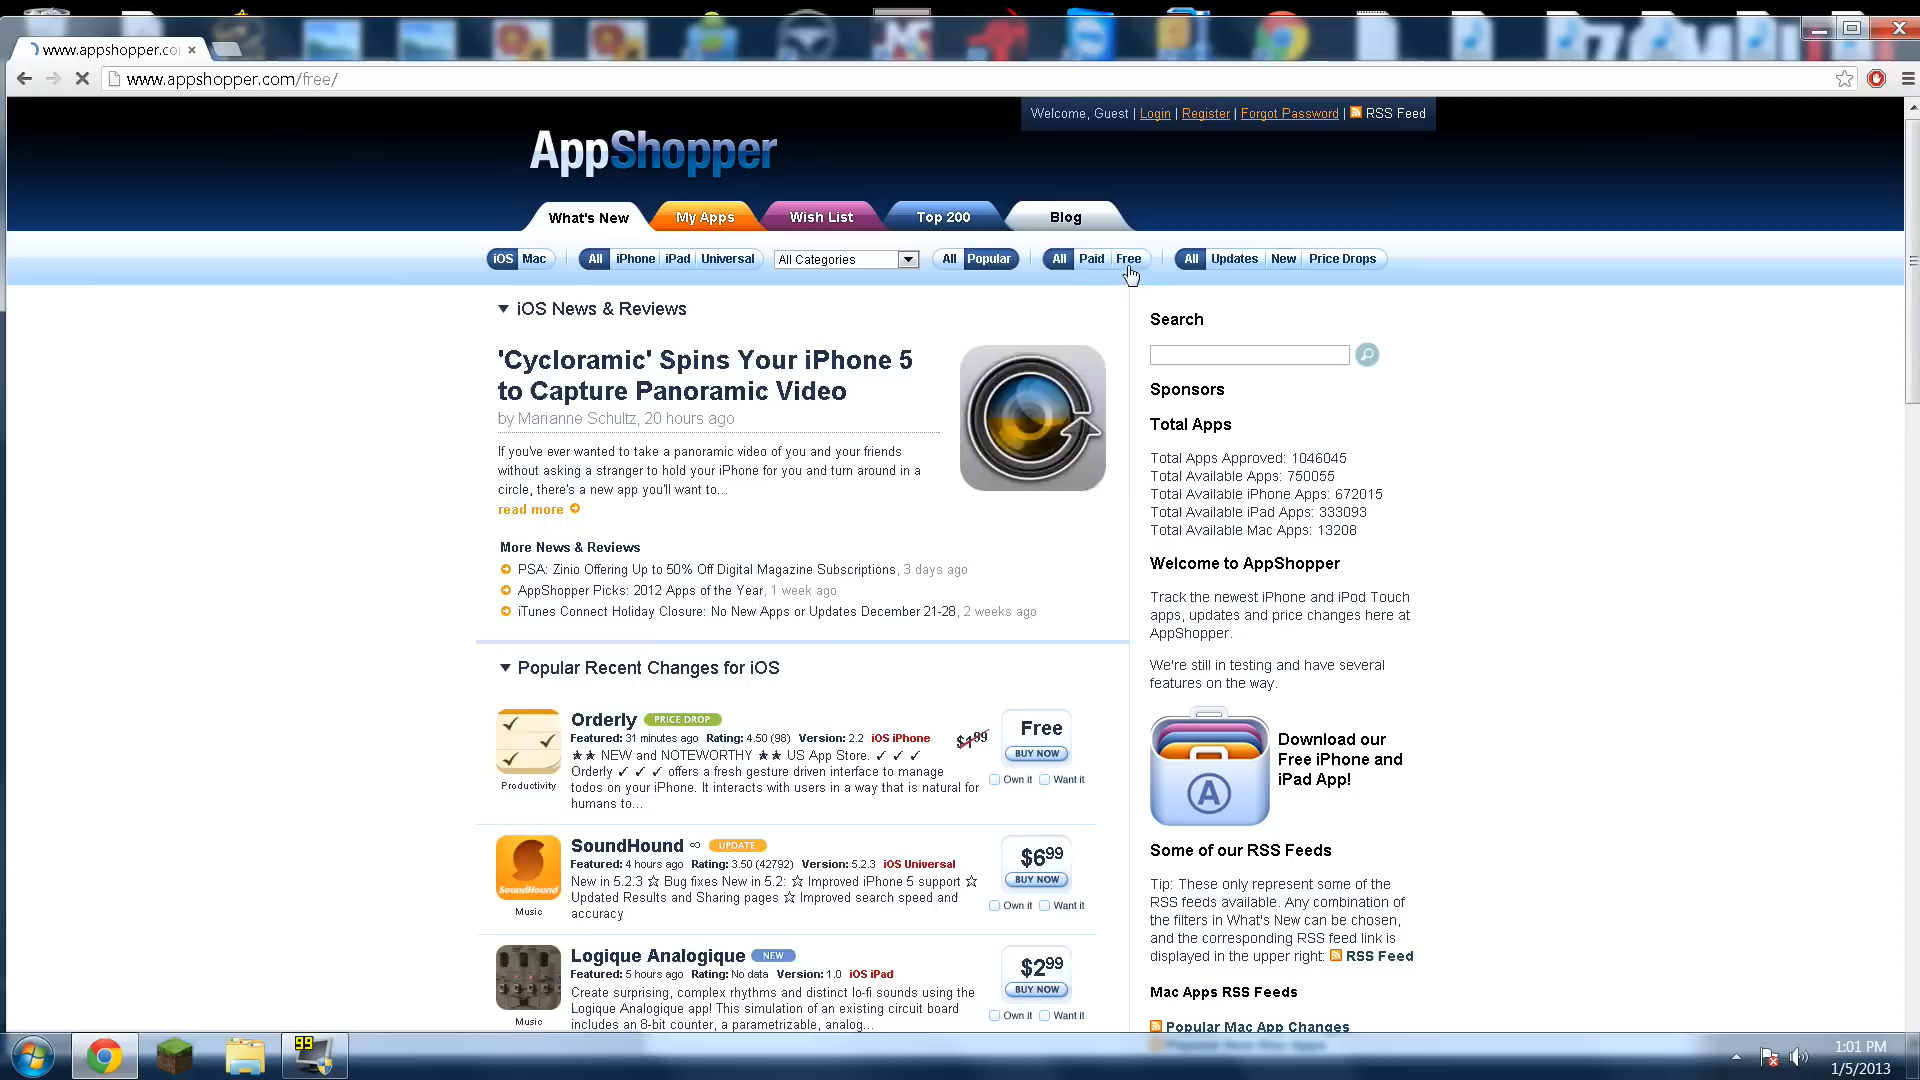 www.appshopper.co
www.appshopper.com/free/
Welcome, Guest | Login | Register | Forgot Password | RSS Feed
AppShopper
What's New My Apps Wish List Top 200 Blog
iOS Mac All iPhone iPad Universal All Categories All Popular All Paid Free All Updates New Price Drops
iOS News & Reviews
'Cycloramic' Spins Your iPhone 5
to Capture Panoramic Video
by Marianne Schultz, 20 hours ago
If you've ever wanted to take a panoramic video of you and your friends
without asking a stranger to hold your iPhone for you and turn around in a
circle, there's a new app you'll want to...
read more
More News & Reviews
PSA: Zinio Offering Up to 50% Off Digital Magazine Subscriptions, 3 days ago
AppShopper Picks: 2012 Apps of the Year, 1 week ago
iTunes Connect Holiday Closure: No New Apps or Updates December 21-28, 2 weeks ago
Popular Recent Changes for iOS
Orderly PRICE DROP
Featured: 31 minutes ago Rating: 4.50 (98) Version: 2.2 iOS iPhone
★★ NEW and NOTEWORTHY ★★ US App Store. ✓ ✓ ✓
Orderly ✓ ✓ ✓ offers a fresh gesture driven interface to manage
todos on your iPhone. It interacts with users in a way that is natural for
humans to...
Productivity
$1.99
Free
BUY NOW
Own it Want it
SoundHound ∞ UPDATE
Featured: 4 hours ago Rating: 3.50 (42792) Version: 5.2.3 iOS Universal
New in 5.2.3 ☆ Bug fixes New in 5.2: ☆ Improved iPhone 5 support ☆
Updated Results and Sharing pages ☆ Improved search speed and
accuracy
SoundHound
Music
$6.99
BUY NOW
Own it Want it
Logique Analogique NEW
Featured: 5 hours ago Rating: No data Version: 1.0 iOS iPad
Create surprising, complex rhythms and distinct lo-fi sounds using the
Logique Analogique app! This simulation of an existing circuit board
includes an 8-bit counter, a parametrizable, analog...
Music
$2.99
BUY NOW
Own it Want it
Search
Sponsors
Total Apps
Total Apps Approved: 1046045
Total Available Apps: 750055
Total Available iPhone Apps: 672015
Total Available iPad Apps: 333093
Total Available Mac Apps: 13208
Welcome to AppShopper
Track the newest iPhone and iPod Touch
apps, updates and price changes here at
AppShopper.
We're still in testing and have several
features on the way.
A
Download our
Free iPhone and
iPad App!
Some of our RSS Feeds
Tip: These only represent some of the
RSS feeds available. Any combination of
the filters in What's New can be chosen,
and the corresponding RSS feed link is
displayed in the upper right: RSS Feed
Mac Apps RSS Feeds
Popular Mac App Changes
99
1:01 PM
1/5/2013